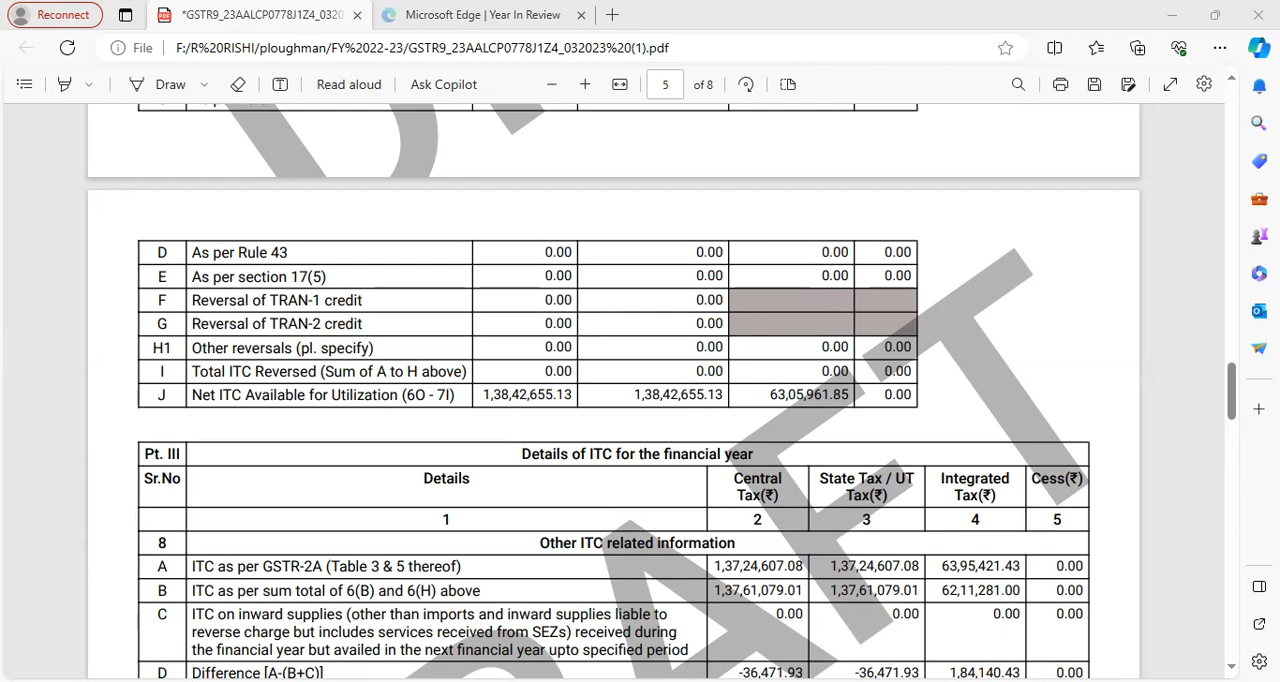 Reconnect
*GSTR9_23AALCP0778J1Z4_0320
Microsoft Edge | Year In Review
File F:/R%20RISHI/ploughman/FY%2022-23/GSTR9_23AALCP0778J1Z4_032023%20(1).pdf
Draw Read aloud Ask Copilot 5 of 8
D As per Rule 43 0.00 0.00 0.00 0.00
E As per section 17(5) 0.00 0.00 0.00 0.00
F Reversal of TRAN-1 credit 0.00 0.00
G Reversal of TRAN-2 credit 0.00 0.00
H1 Other reversals (pl. specify) 0.00 0.00 0.00 0.00
I Total ITC Reversed (Sum of A to H above) 0.00 0.00 0.00 0.00
J Net ITC Available for Utilization (6O - 7I) 1,38,42,655.13 1,38,42,655.13 63,05,961.85 0.00
Pt. III Details of ITC for the financial year
Sr.No Details Central State Tax / UT Integrated Cess(₹)
Tax(₹) Tax(₹) Tax(₹)
1 2 3 4 5
8 Other ITC related information
A ITC as per GSTR-2A (Table 3 & 5 thereof) 1,37,24,607.08 1,37,24,607.08 63,95,421.43 0.00
B ITC as per sum total of 6(B) and 6(H) above 1,37,61,079.01 1,37,61,079.01 62,11,281.00 0.00
C ITC on inward supplies (other than imports and inward supplies liable to 0.00 0.00 0.00 0.00
reverse charge but includes services received from SEZs) received during
the financial year but availed in the next financial year upto specified period
D Difference [A-(B+C)] -36,471.93 -36,471.93 1,84,140.43 0.00
DRAFT